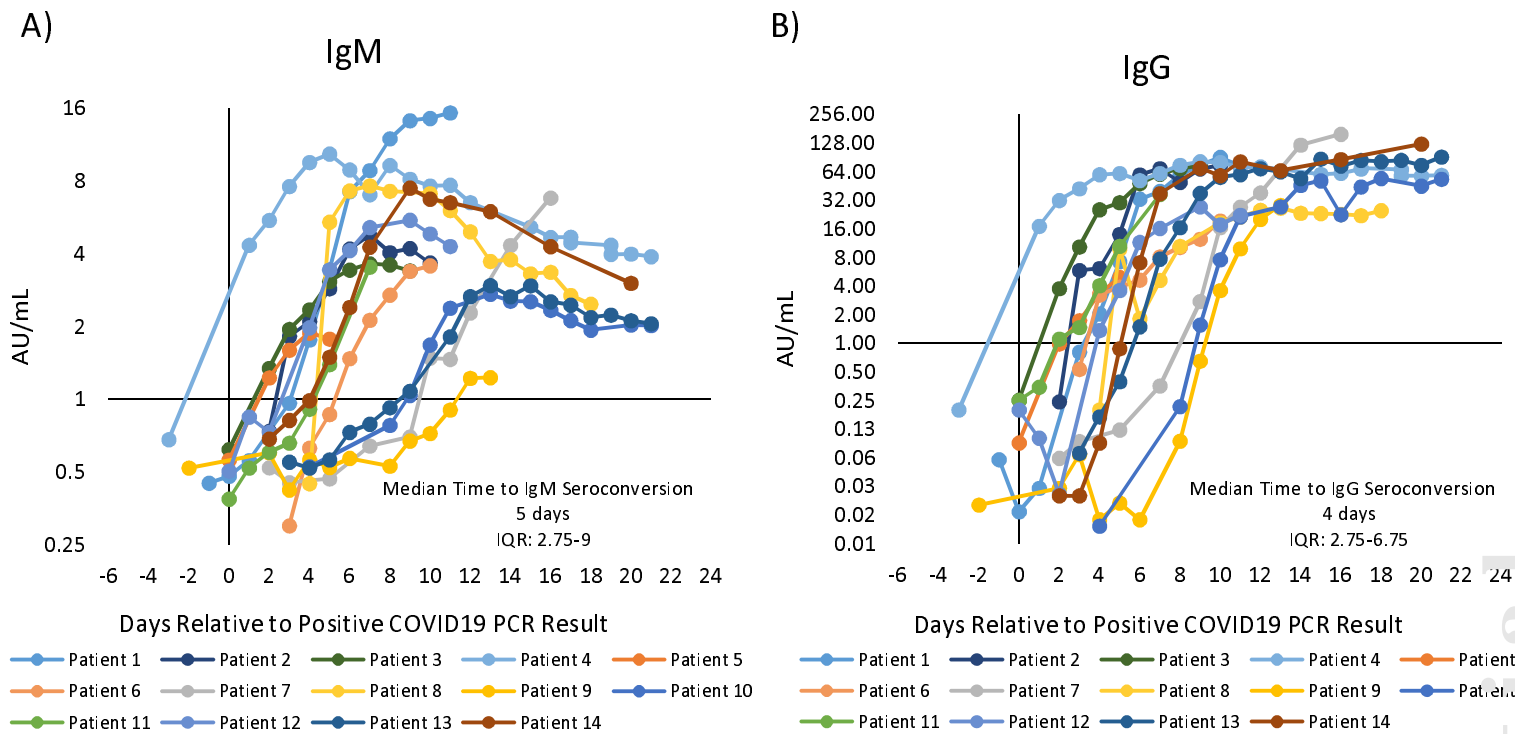 A)
IgM
16
8
4
2
1
0.5
0.25
AU/mL
Median Time to IgM Seroconversion
5 days
IQR: 2.75-9
-6 -4 -2 0 2 4 6 8 10 12 14 16 18 20 22 24
Days Relative to Positive COVID19 PCR Result
Patient 1 Patient 2 Patient 3 Patient 4 Patient 5
Patient 6 Patient 7 Patient 8 Patient 9 Patient 10
Patient 11 Patient 12 Patient 13 Patient 14
B)
IgG
256.00
128.00
64.00
32.00
16.00
8.00
4.00
2.00
1.00
0.50
0.25
0.13
0.06
0.03
0.02
0.01
AU/mL
Median Time to IgG Seroconversion
4 days
IQR: 2.75-6.75
-6 -4 -2 0 2 4 6 8 10 12 14 16 18 20 22 24
Days Relative to Positive COVID19 PCR Result
Patient 1 Patient 2 Patient 3 Patient 4 Patient
Patient 6 Patient 7 Patient 8 Patient 9
Patient 11 Patient 12 Patient 13 Patient 14